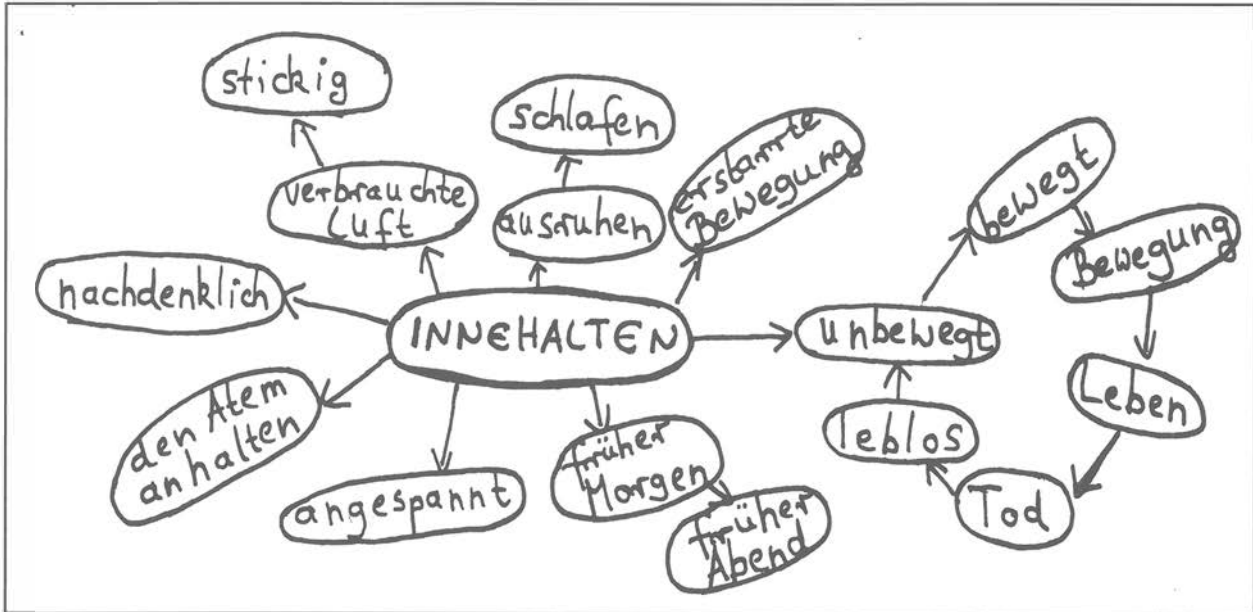 stickig
schlafen
erstarrte
Bewegung
bewegt
verbrauchte
Luft
ausruhen
Bewegung
nachdenklich
INNEHALTEN
unbewegt
den Atem
anhalten
Leben
leblos
früher
Morgen
angespannt
Tod
früher
Abend